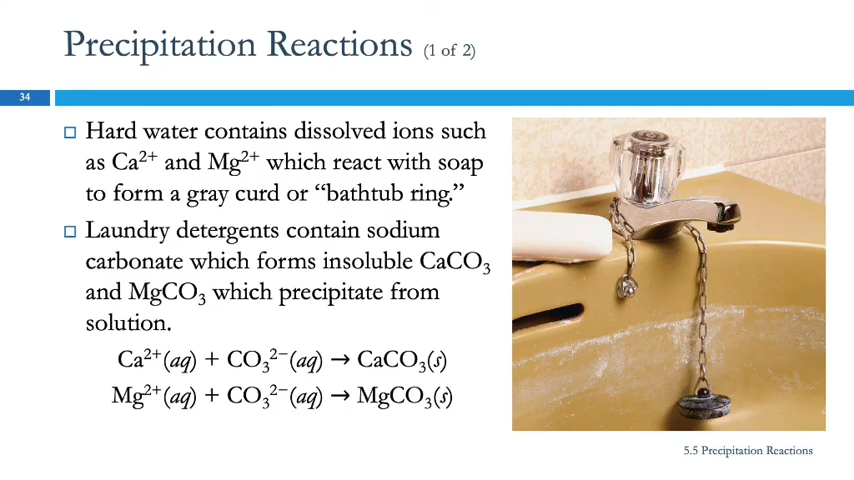 Precipitation Reactions (1 of 2)
34
□ Hard water contains dissolved ions such
as Ca²⁺ and Mg²⁺ which react with soap
to form a gray curd or “bathtub ring.”
□ Laundry detergents contain sodium
carbonate which forms insoluble CaCO₃
and MgCO₃ which precipitate from
solution.
Ca²⁺(aq) + CO₃²⁻(aq) → CaCO₃(s)
Mg²⁺(aq) + CO₃²⁻(aq) → MgCO₃(s)
5.5 Precipitation Reactions